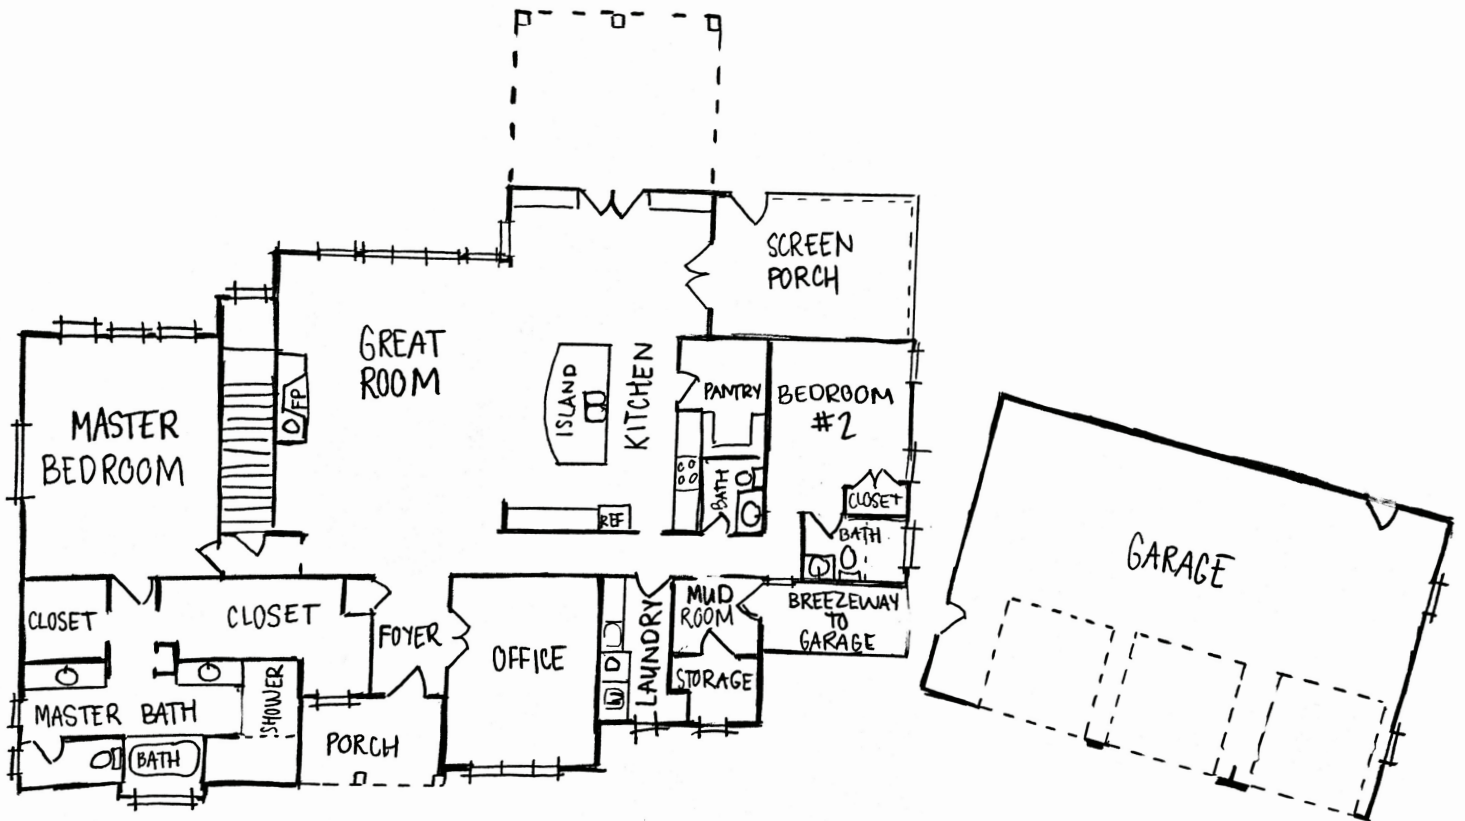 SCREEN
PORCH
GREAT
ROOM
FP
ISLAND
KITCHEN
PANTRY
BEDROOM
#2
MASTER
BEDROOM
BATH
CLOSET
REF
BATH
GARAGE
CLOSET
CLOSET
FOYER
OFFICE
LAUNDRY
D
W
MUD
ROOM
STORAGE
BREEZEWAY
TO
GARAGE
MASTER BATH
SHOWER
BATH
PORCH